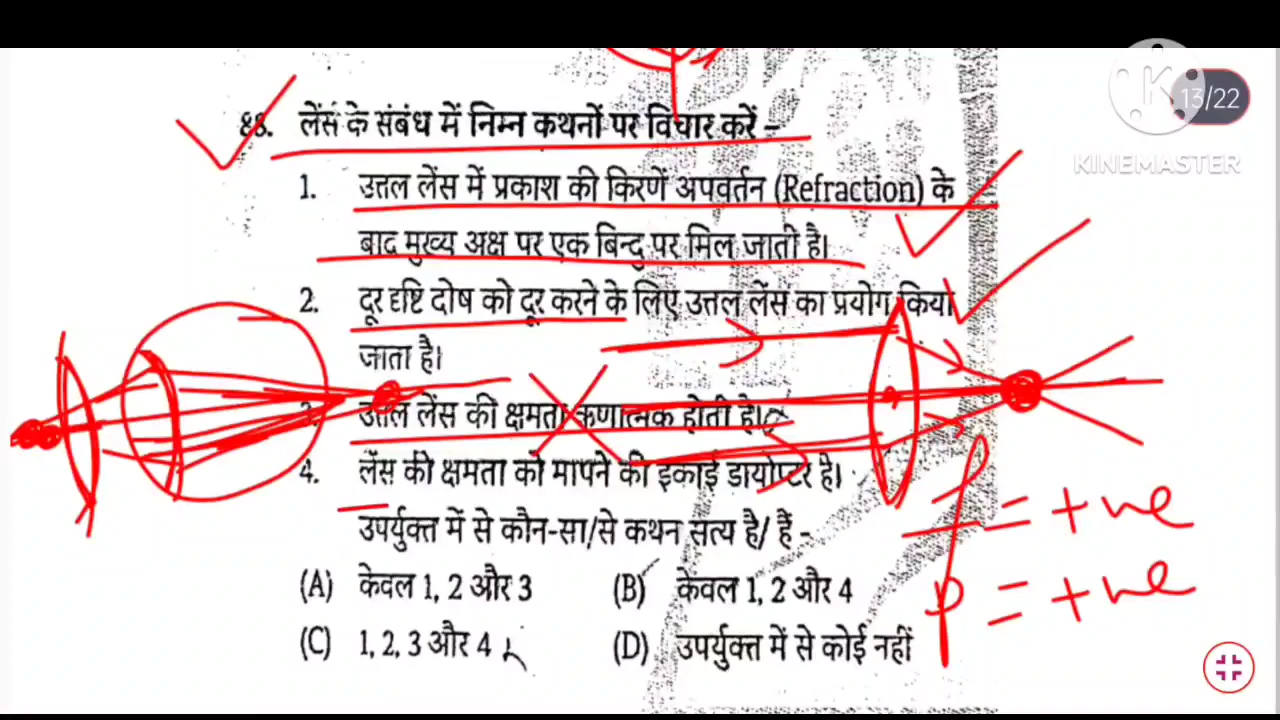 13/22
KINEMASTER
88. लेंस के संबंध में निम्न कथनों पर विचार करें -
1. उत्तल लेंस में प्रकाश की किरणें अपवर्तन (Refraction) के
बाद मुख्य अक्ष पर एक बिन्दु पर मिल जाती है।
2. दूर दृष्टि दोष को दूर करने के लिए उत्तल लेंस का प्रयोग किया
जाता है।
3. उत्तल लेंस की क्षमता ऋणात्मक होती है।
4. लेंस की क्षमता को मापने की इकाई डायोप्टर है।
उपर्युक्त में से कौन-सा/से कथन सत्य है/ हैं -
f = +ve
(A) केवल 1, 2 और 3 (B) केवल 1, 2 और 4
P = +ve
(C) 1, 2, 3 और 4 (D) उपर्युक्त में से कोई नहीं